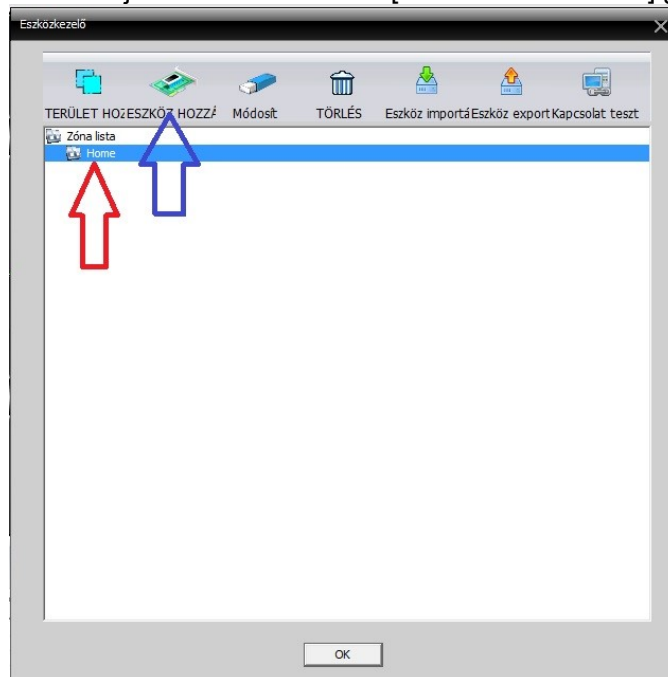 Eszközkezelő
TERÜLET HOZ ESZKÖZ HOZZÁ Módosít TÖRLÉS Eszköz importá Eszköz export Kapcsolat teszt
Zóna lista
Home
OK